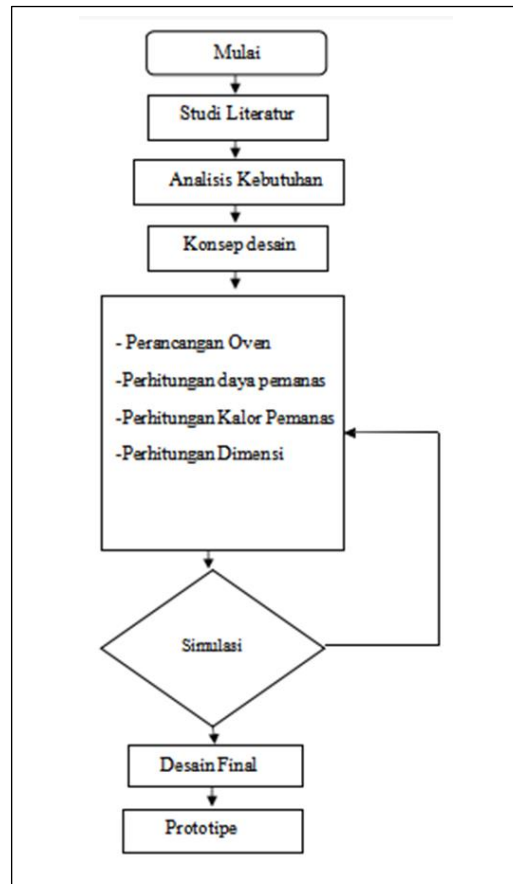 Mulai
Studi Literatur
Analisis Kebutuhan
Konsep desain
- Perancangan Oven
-Perhitungan daya pemanas
-Perhitungan Kalor Pemanas
-Perhitungan Dimensi
Simulasi
Desain Final
Prototipe